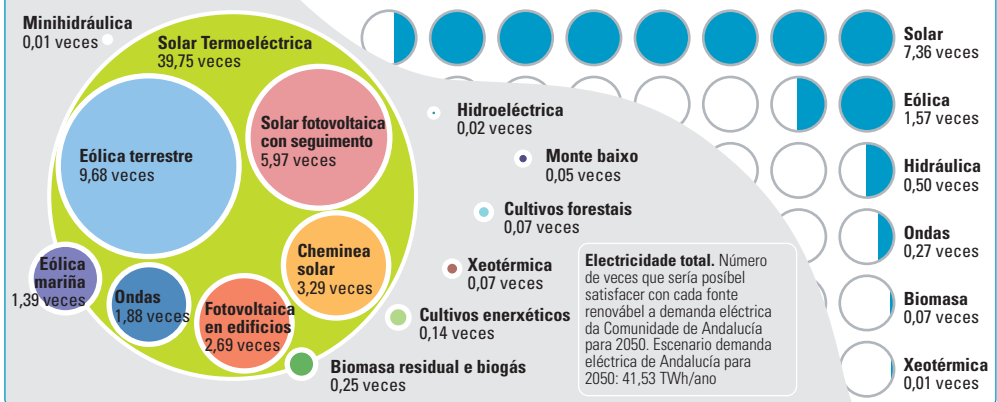 Minihidráulica
0,01 veces
Solar Termoeléctrica
39,75 veces
Eólica terrestre
9,68 veces
Solar fotovoltaica
con seguimento
5,97 veces
Cheminea
solar
3,29 veces
Eólica
mariña
1,39 veces
Ondas
1,88 veces
Fotovoltaica
en edificios
2,69 veces
Biomasa residual e biogás
0,25 veces
Hidroeléctrica
0,02 veces
Monte baixo
0,05 veces
Cultivos forestais
0,07 veces
Xeotérmica
0,07 veces
Cultivos enerxéticos
0,14 veces
Electricidade total. Número
de veces que sería posíbel
satisfacer con cada fonte
renovábel a demanda eléctrica
da Comunidade de Andalucía
para 2050. Escenario demanda
eléctrica de Andalucía para
2050: 41,53 TWh/ano
Solar
7,36 veces
Eólica
1,57 veces
Hidráulica
0,50 veces
Ondas
0,27 veces
Biomasa
0,07 veces
Xeotérmica
0,01 veces